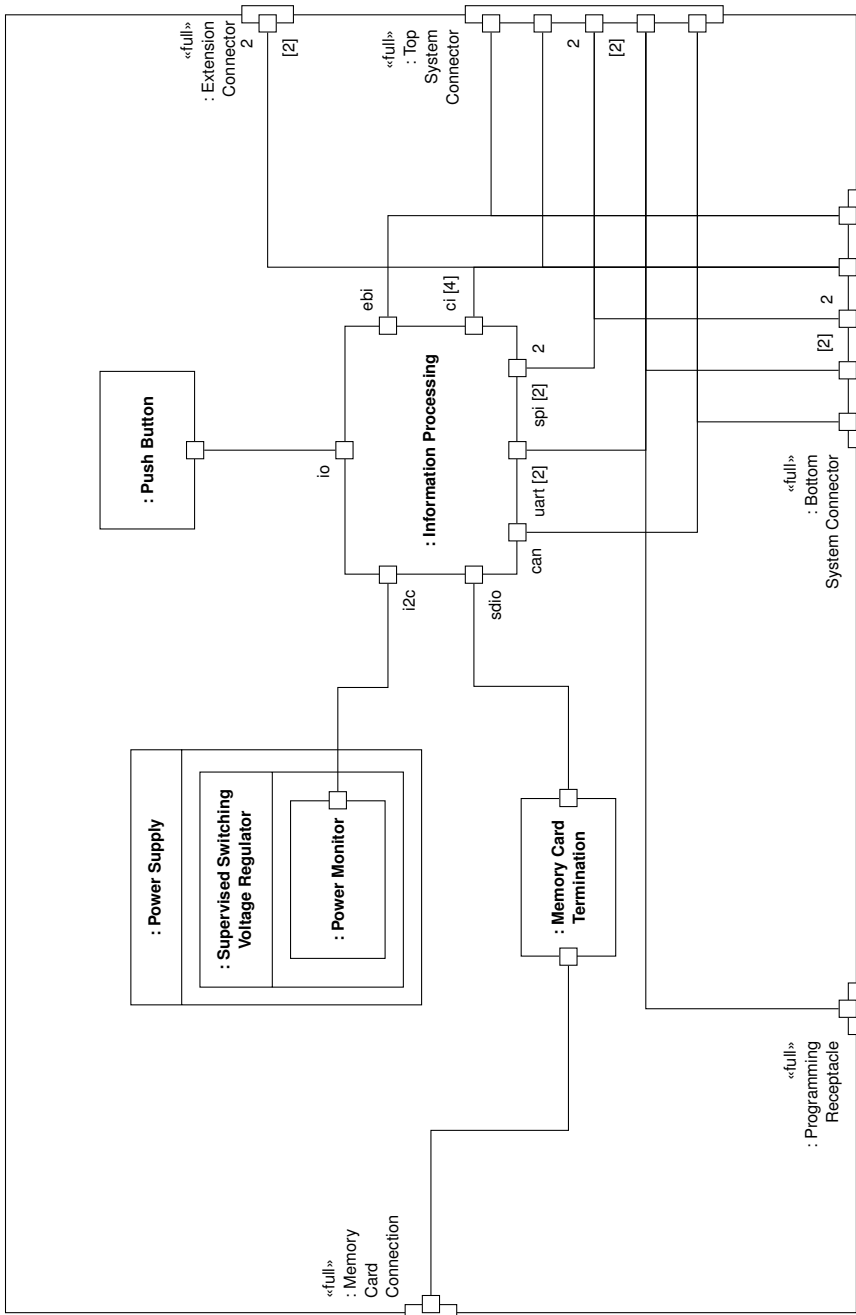 : Power Supply
: Push Button
«full»
: Extension
Connector
2
[2]
: Supervised Switching
Voltage Regulator
: Power Monitor
io
«full»
: Memory
Card
Connection
i2c
ebi
«full»
: Top
System
Connector
: Information Processing
ci [4]
sdio
can
uart [2]
spi [2]
2
: Memory Card
Termination
2
[2]
«full»
: Programming
Receptacle
«full»
: Bottom
System Connector
[2]
2